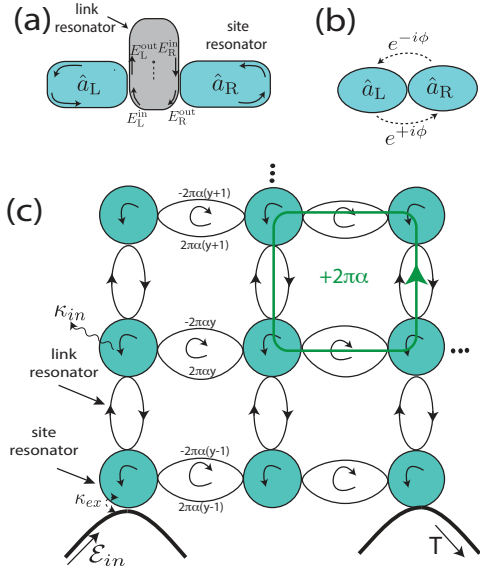 (a)
link
resonator
site
resonator
E_L^out E_R^in
â_L
â_R
E_L^in
E_R^out
(b)
e^{-iϕ}
â_L
â_R
e^{+iϕ}
(c)
-2πα(y+1)
2πα(y+1)
+2πα
κ_in
-2παy
2παy
link
resonator
site
resonator
-2πα(y-1)
2πα(y-1)
κ_ex
ℰ_in
T